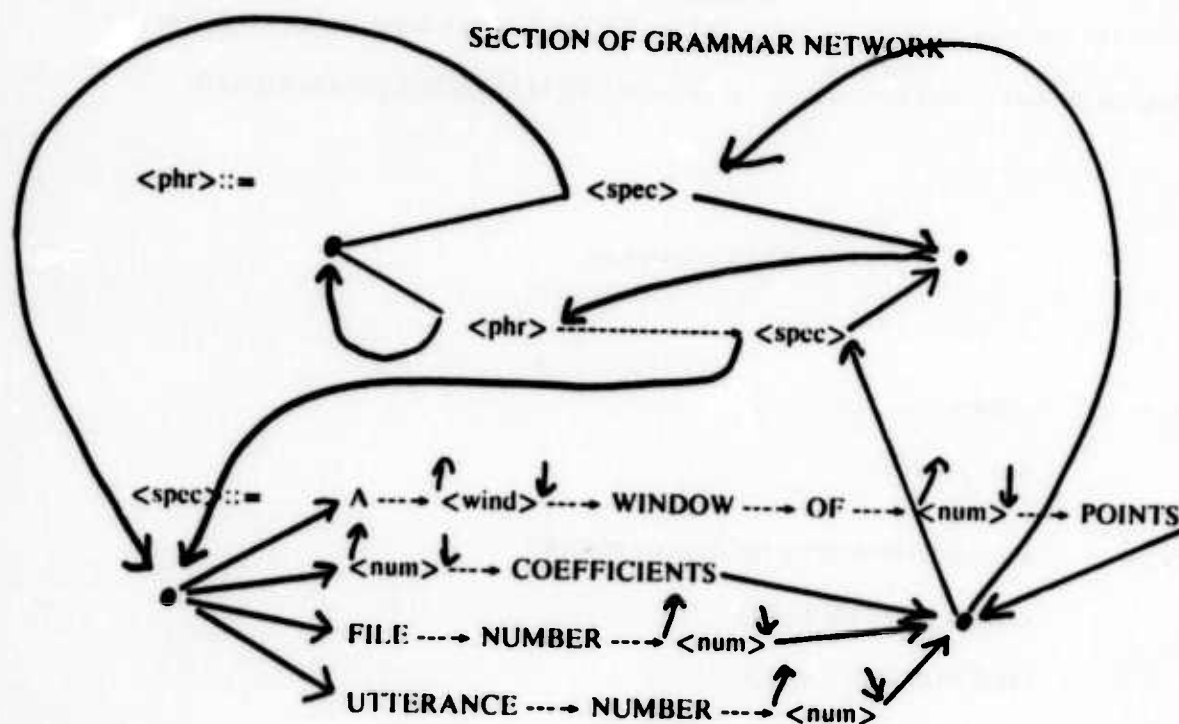 SECTION OF GRAMMAR NETWORK
<phr>::=
<spec>
<phr> <spec>
<spec>::= A <wind> WINDOW OF <num> POINTS
<num> COEFFICIENTS
FILE NUMBER <num>
UTTERANCE NUMBER <num>